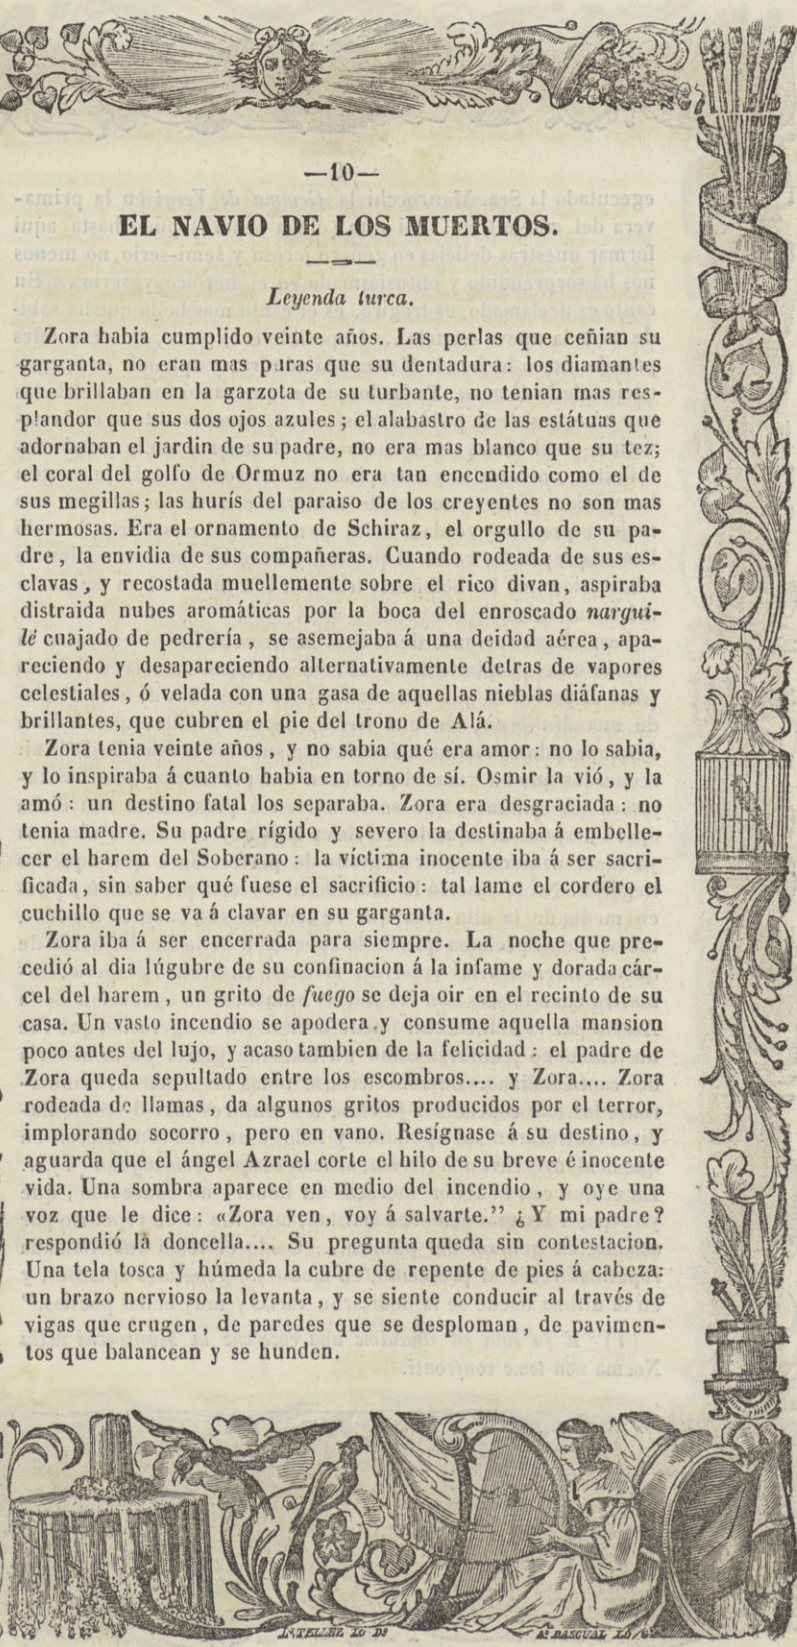 —10—
EL NAVIO DE LOS MUERTOS.
Leyenda turca.
Zora habia cumplido veinte años. Las perlas que ceñian su
garganta, no eran mas puras que su dentadura: los diamantes
que brillaban en la garzota de su turbante, no tenian mas res-
plandor que sus dos ojos azules; el alabastro de las estátuas que
adornaban el jardin de su padre, no era mas blanco que su tez;
el coral del golfo de Ormuz no era tan encendido como el de
sus megillas; las hurís del paraiso de los creyentes no son mas
hermosas. Era el ornamento de Schiraz, el orgullo de su pa-
dre, la envidia de sus compañeras. Cuando rodeada de sus es-
clavas, y recostada muellemente sobre el rico divan, aspiraba
distraida nubes aromáticas por la boca del enroscado nargui-
lé cuajado de pedrería, se asemejaba á una deidad aérea, apa-
reciendo y desapareciendo alternativamente detras de vapores
celestiales, ó velada con una gasa de aquellas nieblas diáfanas y
brillantes, que cubren el pie del trono de Alá.
Zora tenia veinte años, y no sabia qué era amor: no lo sabia,
y lo inspiraba á cuanto habia en torno de sí. Osmir la vió, y la
amó: un destino fatal los separaba. Zora era desgraciada: no
tenia madre. Su padre rígido y severo la destinaba á embelle-
cer el harem del Soberano: la víctima inocente iba á ser sacri-
ficada, sin saber qué fuese el sacrificio: tal lame el cordero el
cuchillo que se va á clavar en su garganta.
Zora iba á ser encerrada para siempre. La noche que pre-
cedió al dia lúgubre de su confinacion á la infame y dorada cár-
cel del harem, un grito de fuego se deja oir en el recinto de su
casa. Un vasto incendio se apodera y consume aquella mansion
poco antes del lujo, y acaso tambien de la felicidad: el padre de
Zora queda sepultado entre los escombros.... y Zora.... Zora
rodeada de llamas, da algunos gritos producidos por el terror,
implorando socorro, pero en vano. Resígnase á su destino, y
aguarda que el ángel Azrael corte el hilo de su breve é inocente
vida. Una sombra aparece en medio del incendio, y oye una
voz que le dice: «Zora ven, voy á salvarte.” ¿Y mi padre?
respondió la doncella.... Su pregunta queda sin contestacion.
Una tela tosca y húmeda la cubre de repente de pies á cabeza:
un brazo nervioso la levanta, y se siente conducir al través de
vigas que crugen, de paredes que se desploman, de pavimen-
tos que balancean y se hunden.
TELLEZ LO Dº
PASCUAL LO